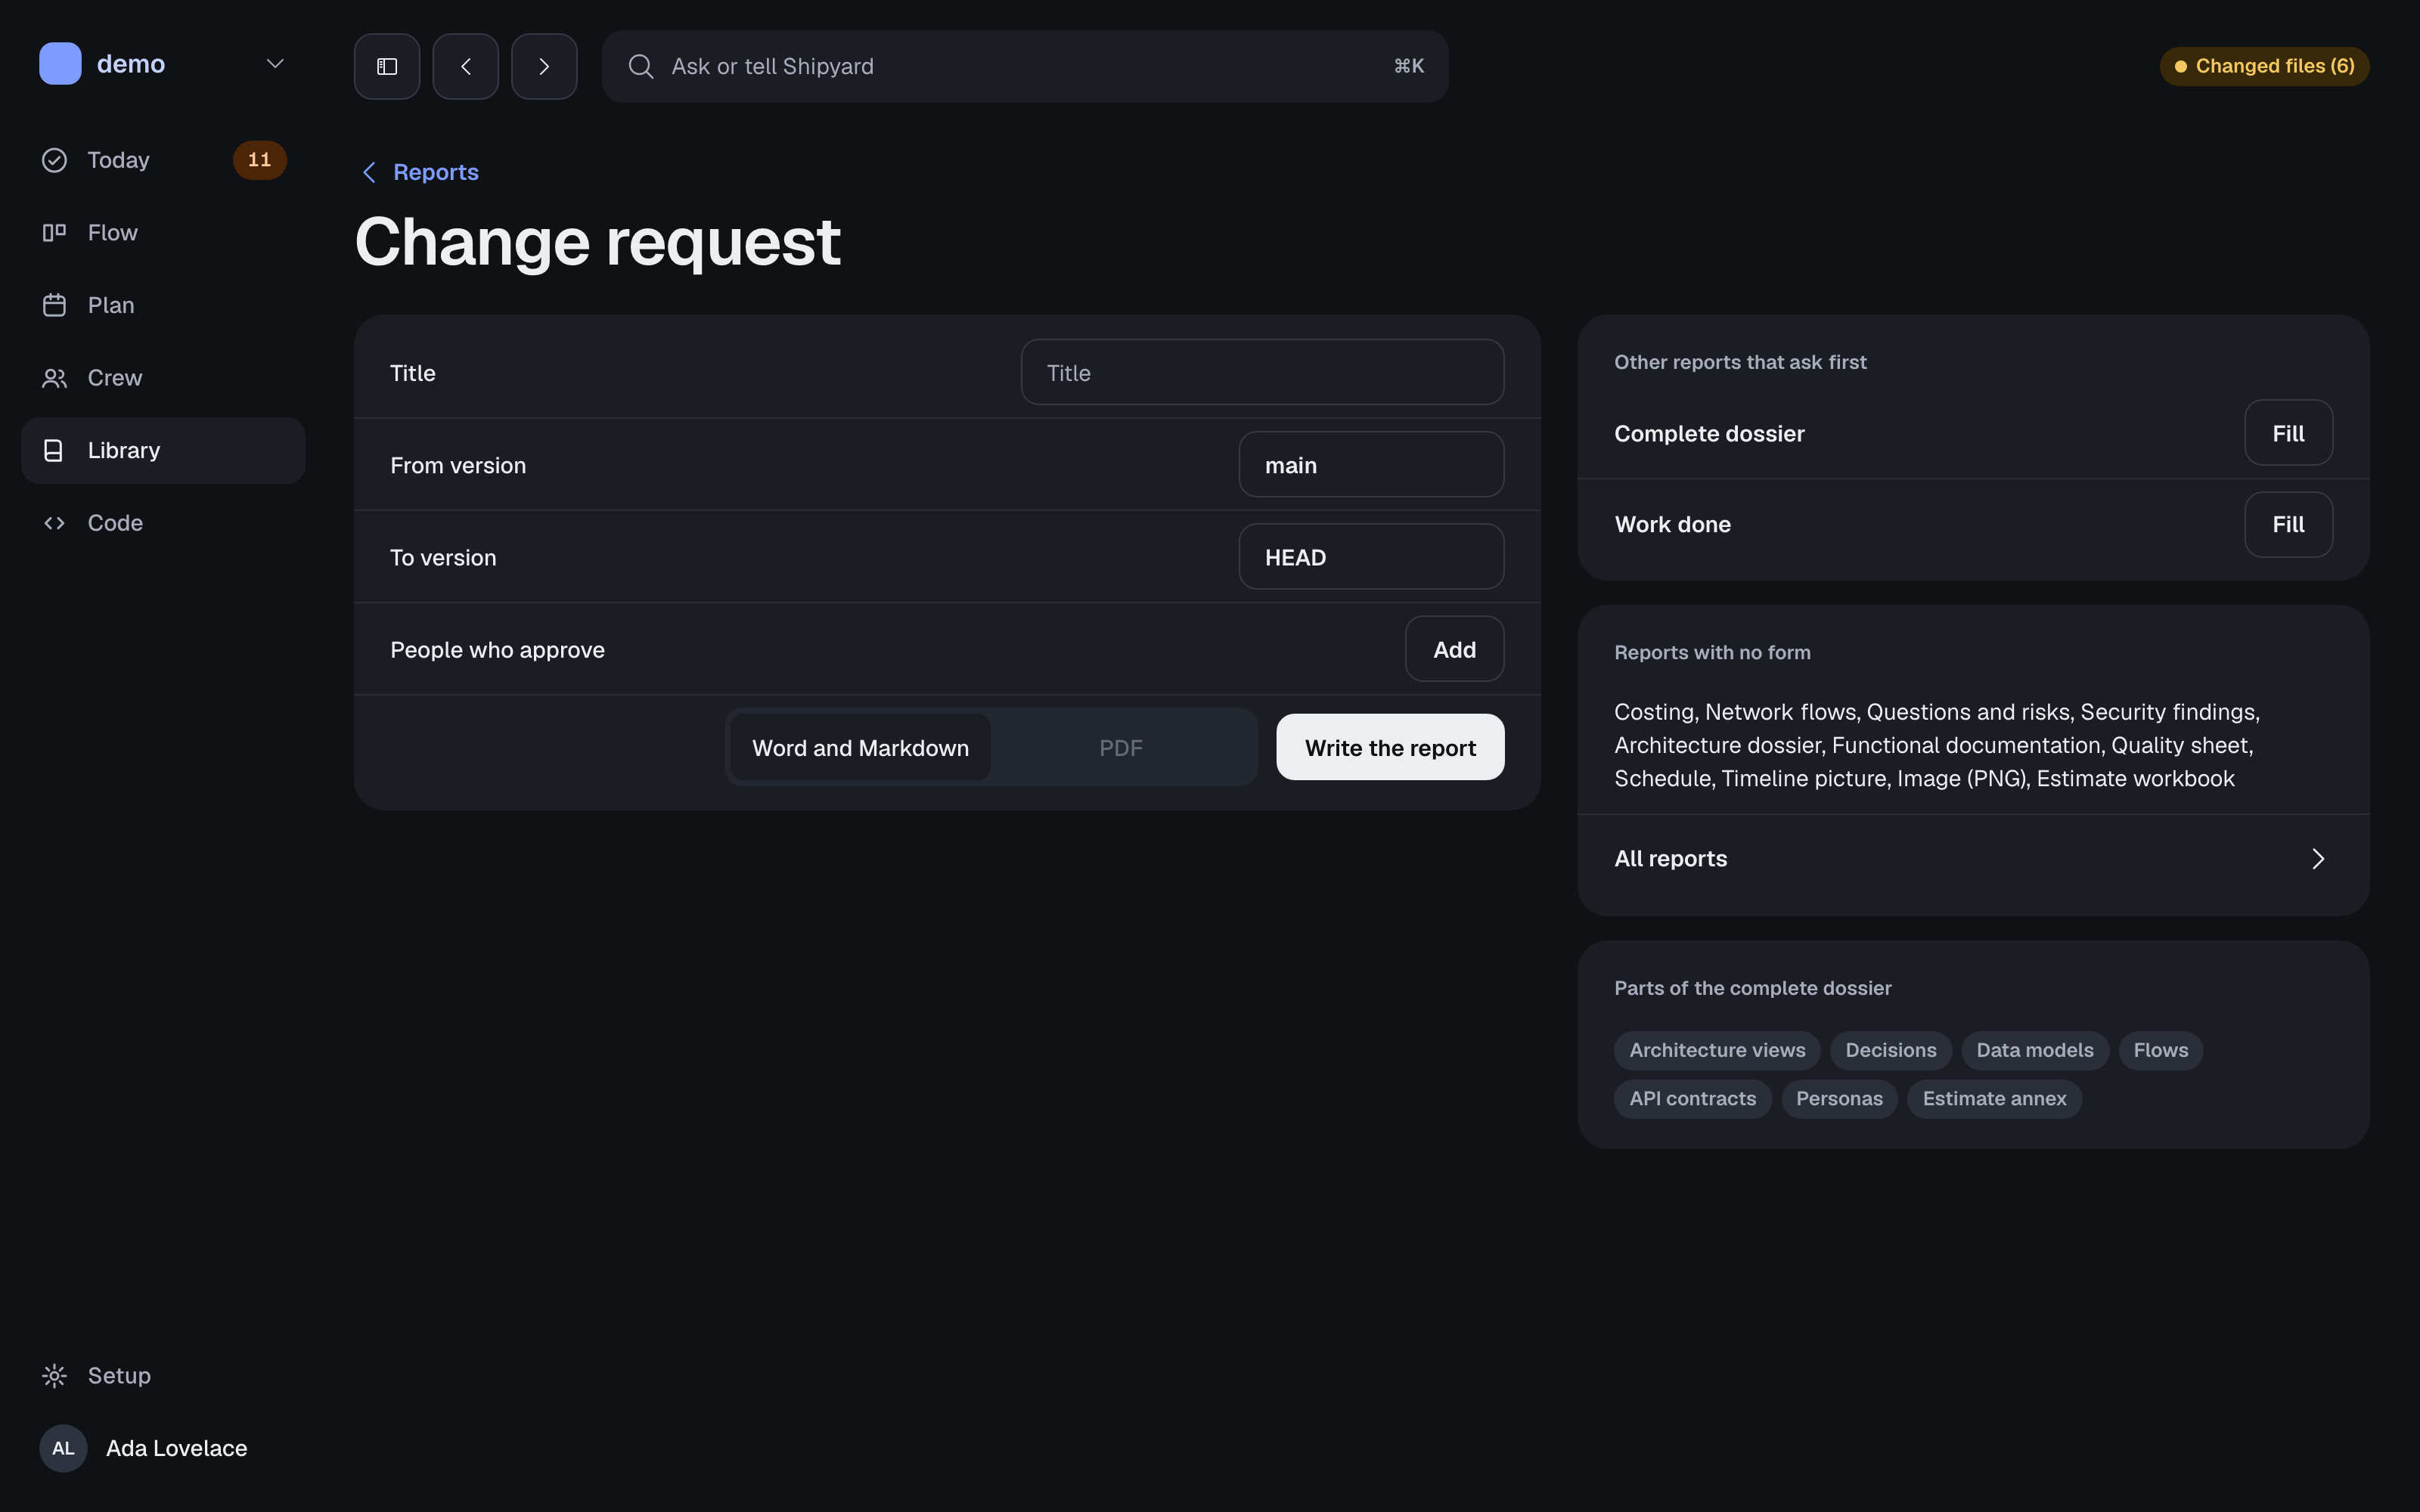 demo
Ask or tell Shipyard
⌘K
Changed files (6)
Today
11
Flow
Plan
Crew
Library
Code
Setup
AL
Ada Lovelace
Reports
Change request
Title
Title
From version
main
To version
HEAD
People who approve
Add
Word and Markdown
PDF
Write the report
Other reports that ask first
Complete dossier
Fill
Work done
Fill
Reports with no form
Costing, Network flows, Questions and risks, Security findings,
Architecture dossier, Functional documentation, Quality sheet,
Schedule, Timeline picture, Image (PNG), Estimate workbook
All reports
Parts of the complete dossier
Architecture views
Decisions
Data models
Flows
API contracts
Personas
Estimate annex